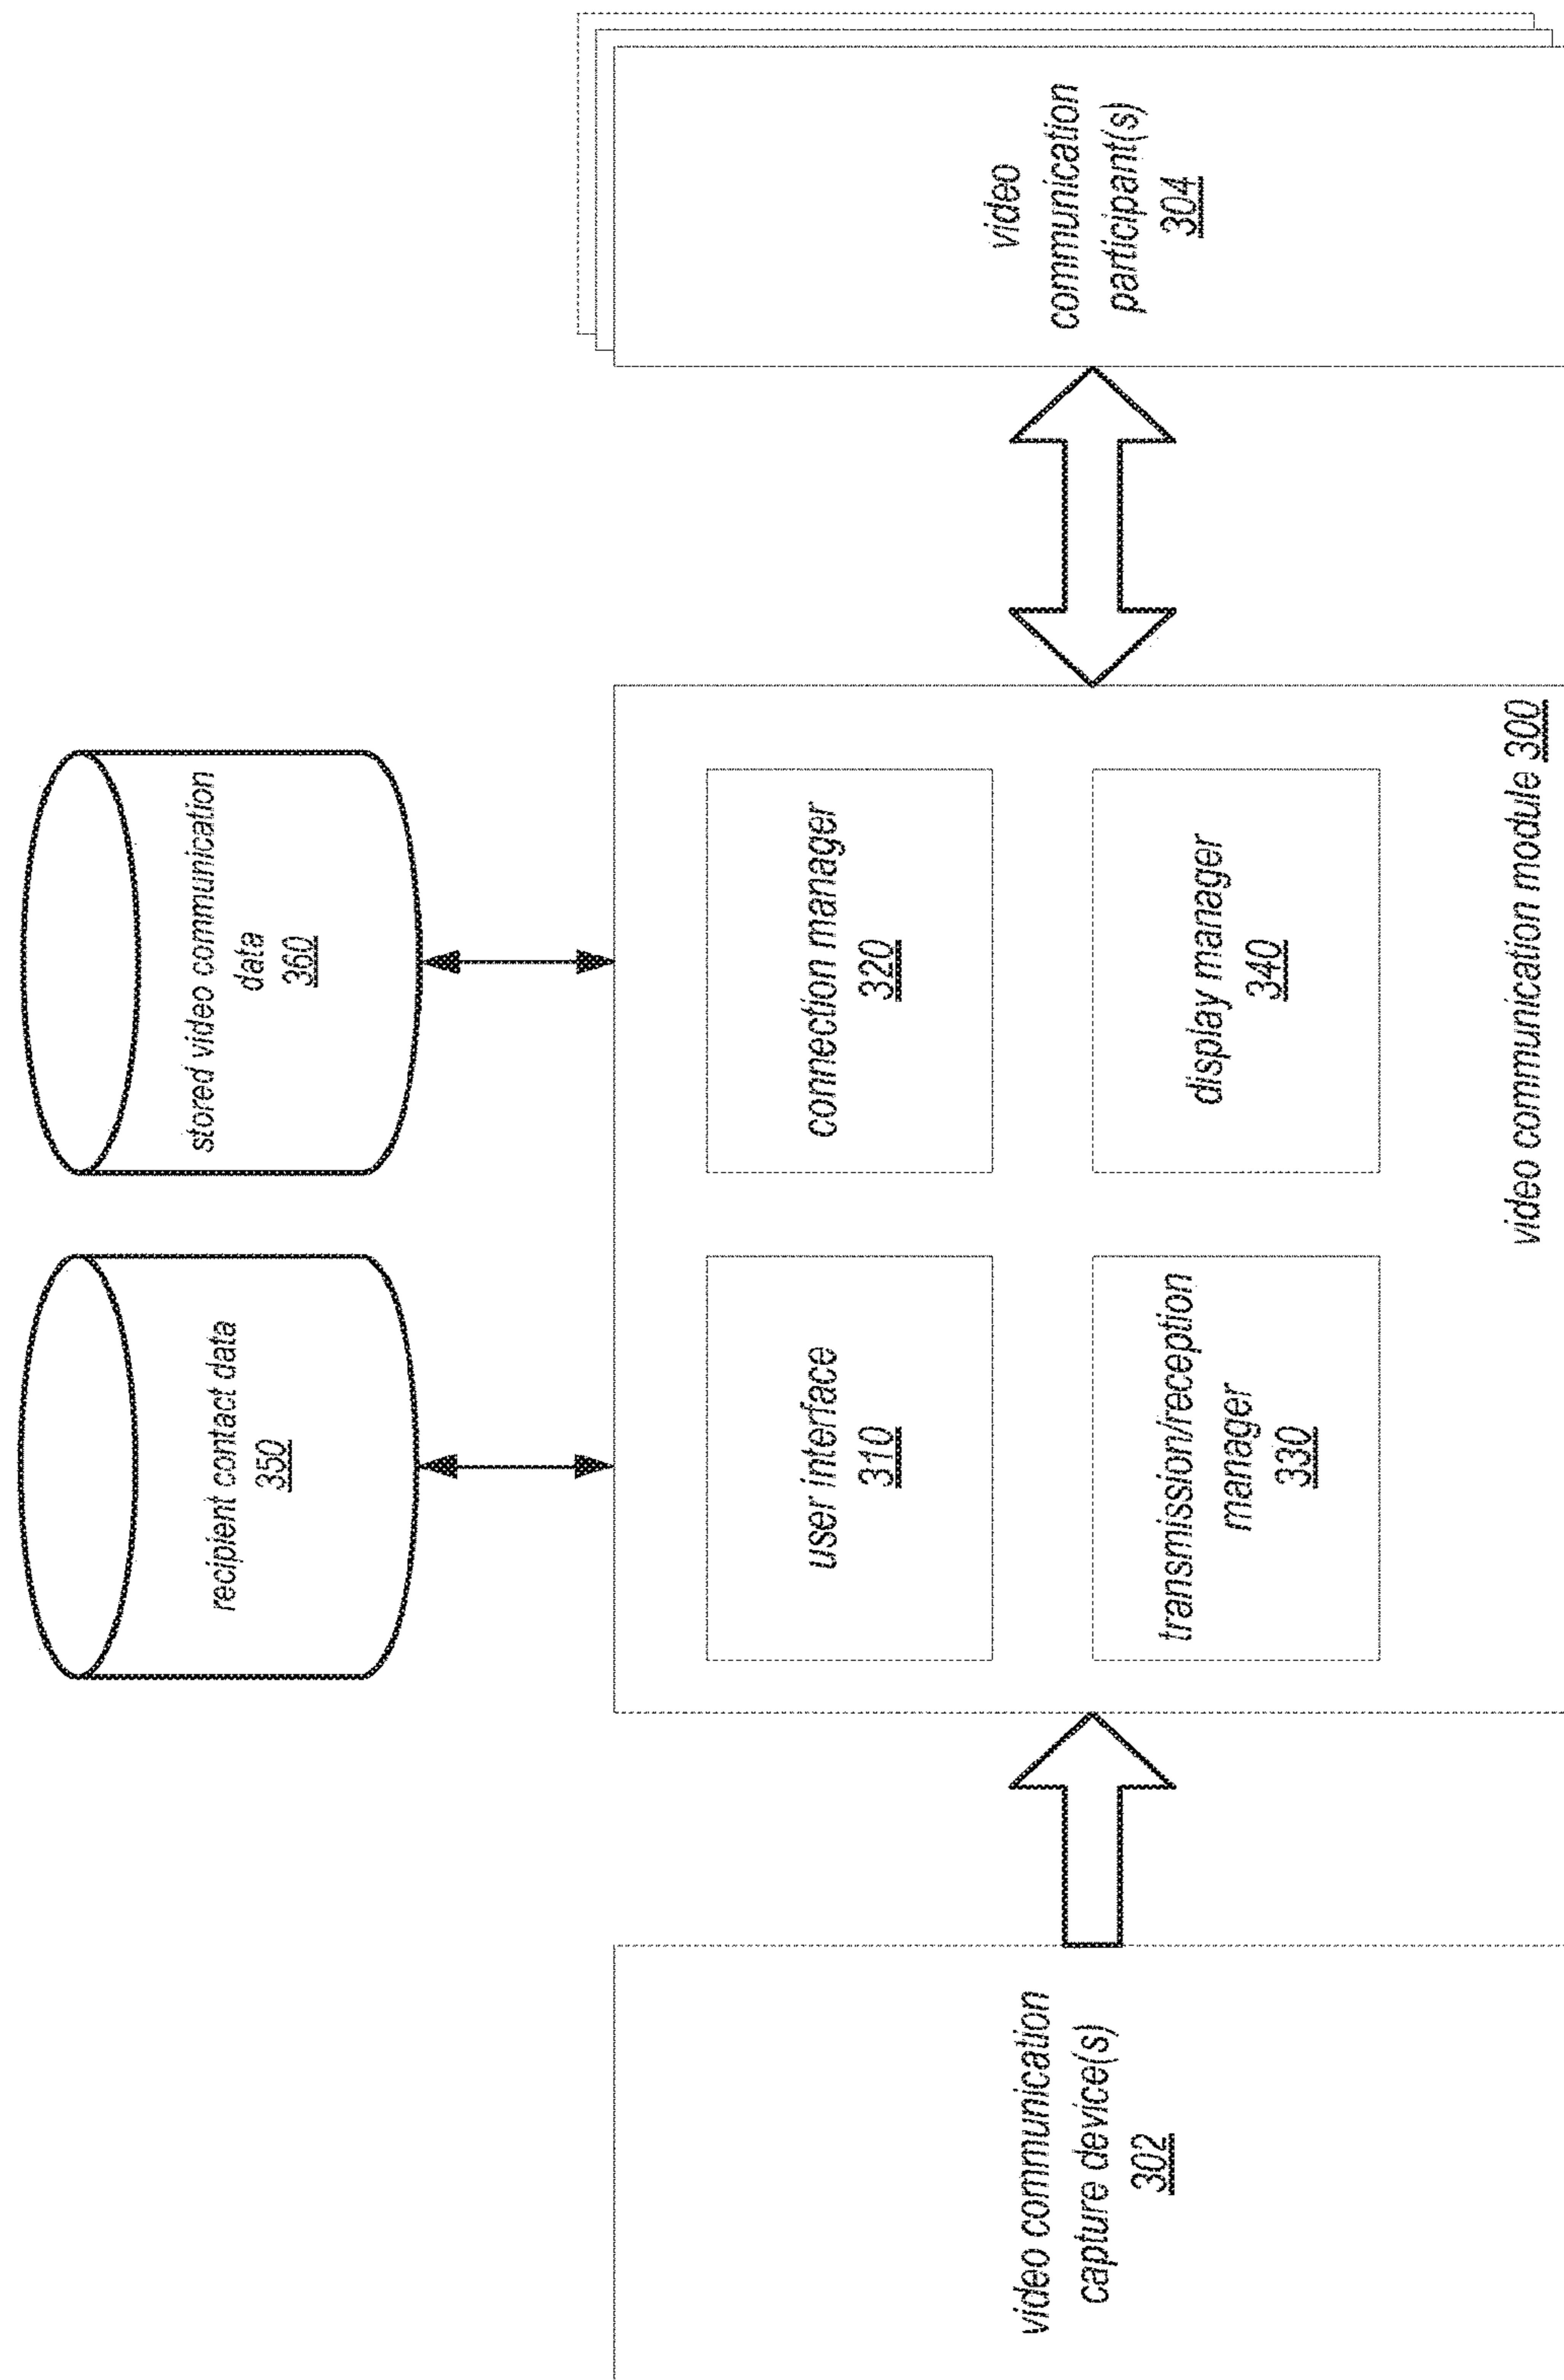 recipient contact data
350
stored video communication
data
360
video communication
capture device(s)
302
user interface
310
connection manager
320
transmission/reception
manager
330
display manager
340
video communication module 300
video
communication
participant(s)
304